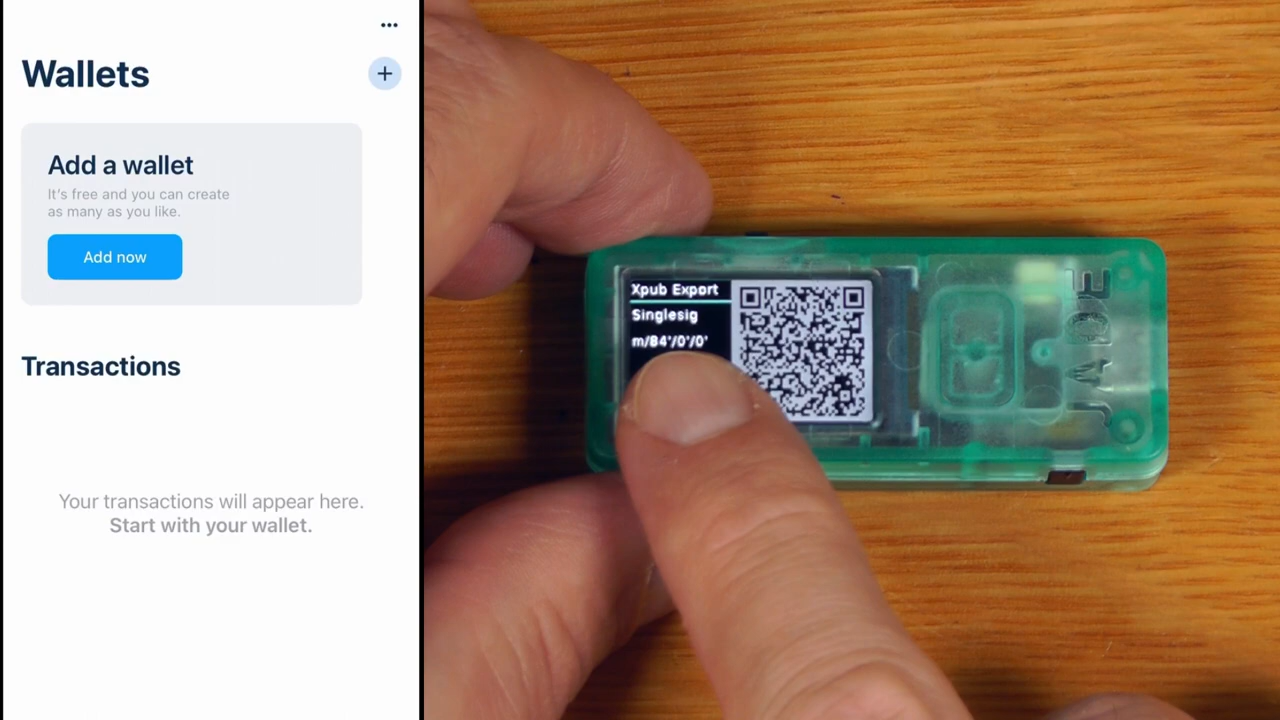 Wallets
+
Add a wallet
It's free and you can create
as many as you like.
Add now
Transactions
Your transactions will appear here.
Start with your wallet.
Xpub Export
Singlesig
m/84'/0'/0'
JADE